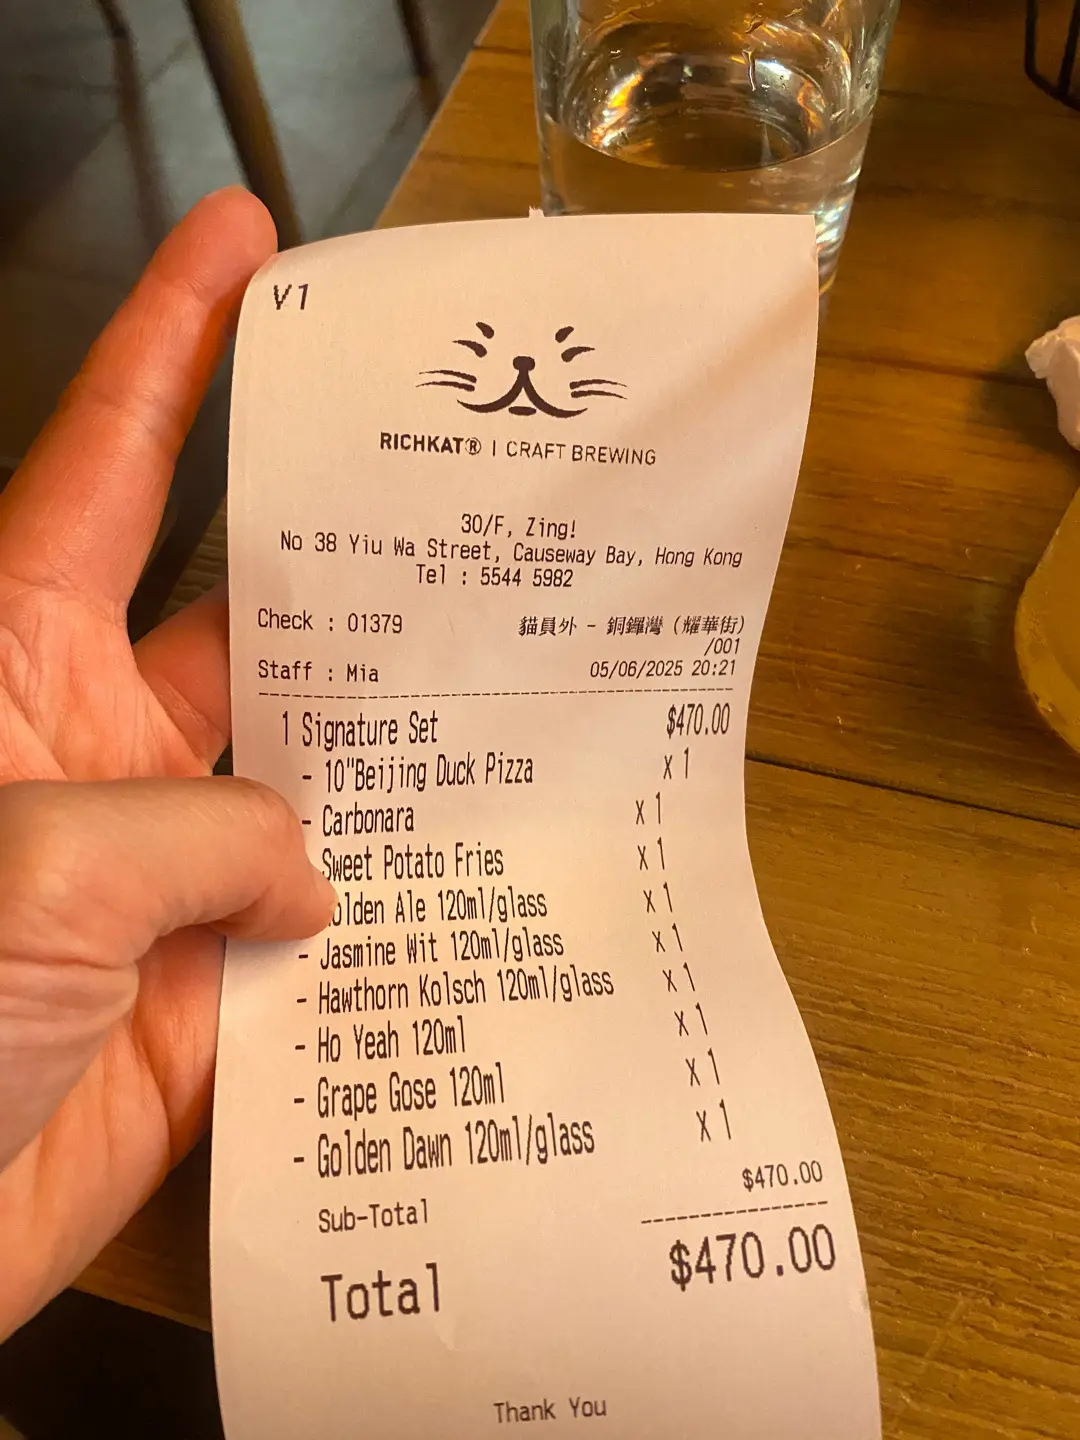 V1
RICHKAT® | CRAFT BREWING
30/F, Zing!
No 38 Yiu Wa Street, Causeway Bay, Hong Kong
Tel : 5544 5982
Check : 01379 貓員外 - 銅鑼灣 (耀華街)
/001
Staff : Mia 05/06/2025 20:21
1 Signature Set $470.00
- 10"Beijing Duck Pizza x 1
- Carbonara x 1
Sweet Potato Fries x 1
olden Ale 120ml/glass x 1
- Jasmine Wit 120ml/glass x 1
- Hawthorn Kolsch 120ml/glass x 1
- Ho Yeah 120ml x 1
- Grape Gose 120ml x 1
- Golden Dawn 120ml/glass x 1
Sub-Total $470.00
Total $470.00
Thank You